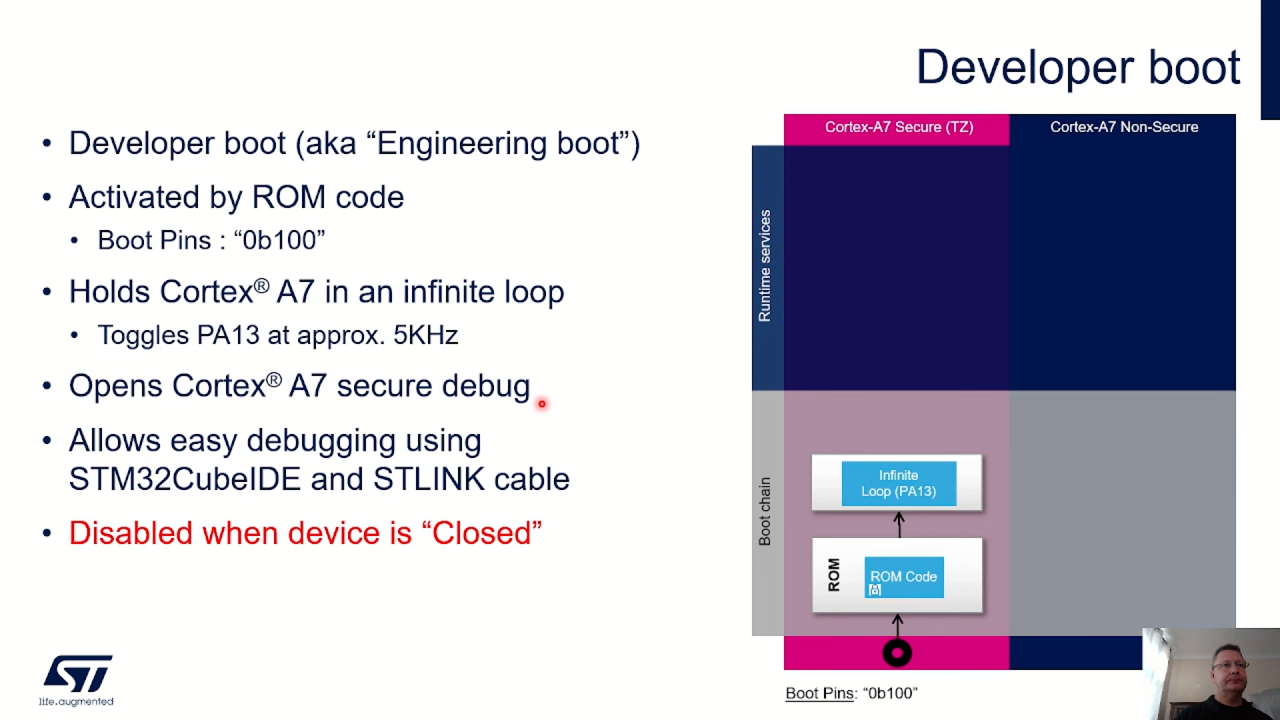 Developer boot
• Developer boot (aka “Engineering boot”)
• Activated by ROM code
• Boot Pins : “0b100”
• Holds Cortex® A7 in an infinite loop
• Toggles PA13 at approx. 5KHz
• Opens Cortex® A7 secure debug
• Allows easy debugging using
STM32CubeIDE and STLINK cable
• Disabled when device is “Closed”
Cortex-A7 Secure (TZ)
Cortex-A7 Non-Secure
Runtime services
Boot chain
Infinite
Loop (PA13)
ROM
ROM Code
Boot Pins: “0b100”
ST
life.augmented